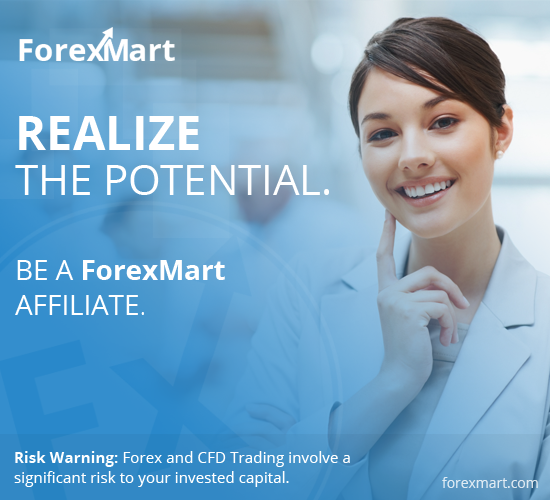 ForexMart
REALIZE
THE POTENTIAL.
BE A ForexMart
AFFILIATE.
Fx
Risk Warning: Forex and CFD Trading involve a
significant risk to your invested capital.
forexmart.com